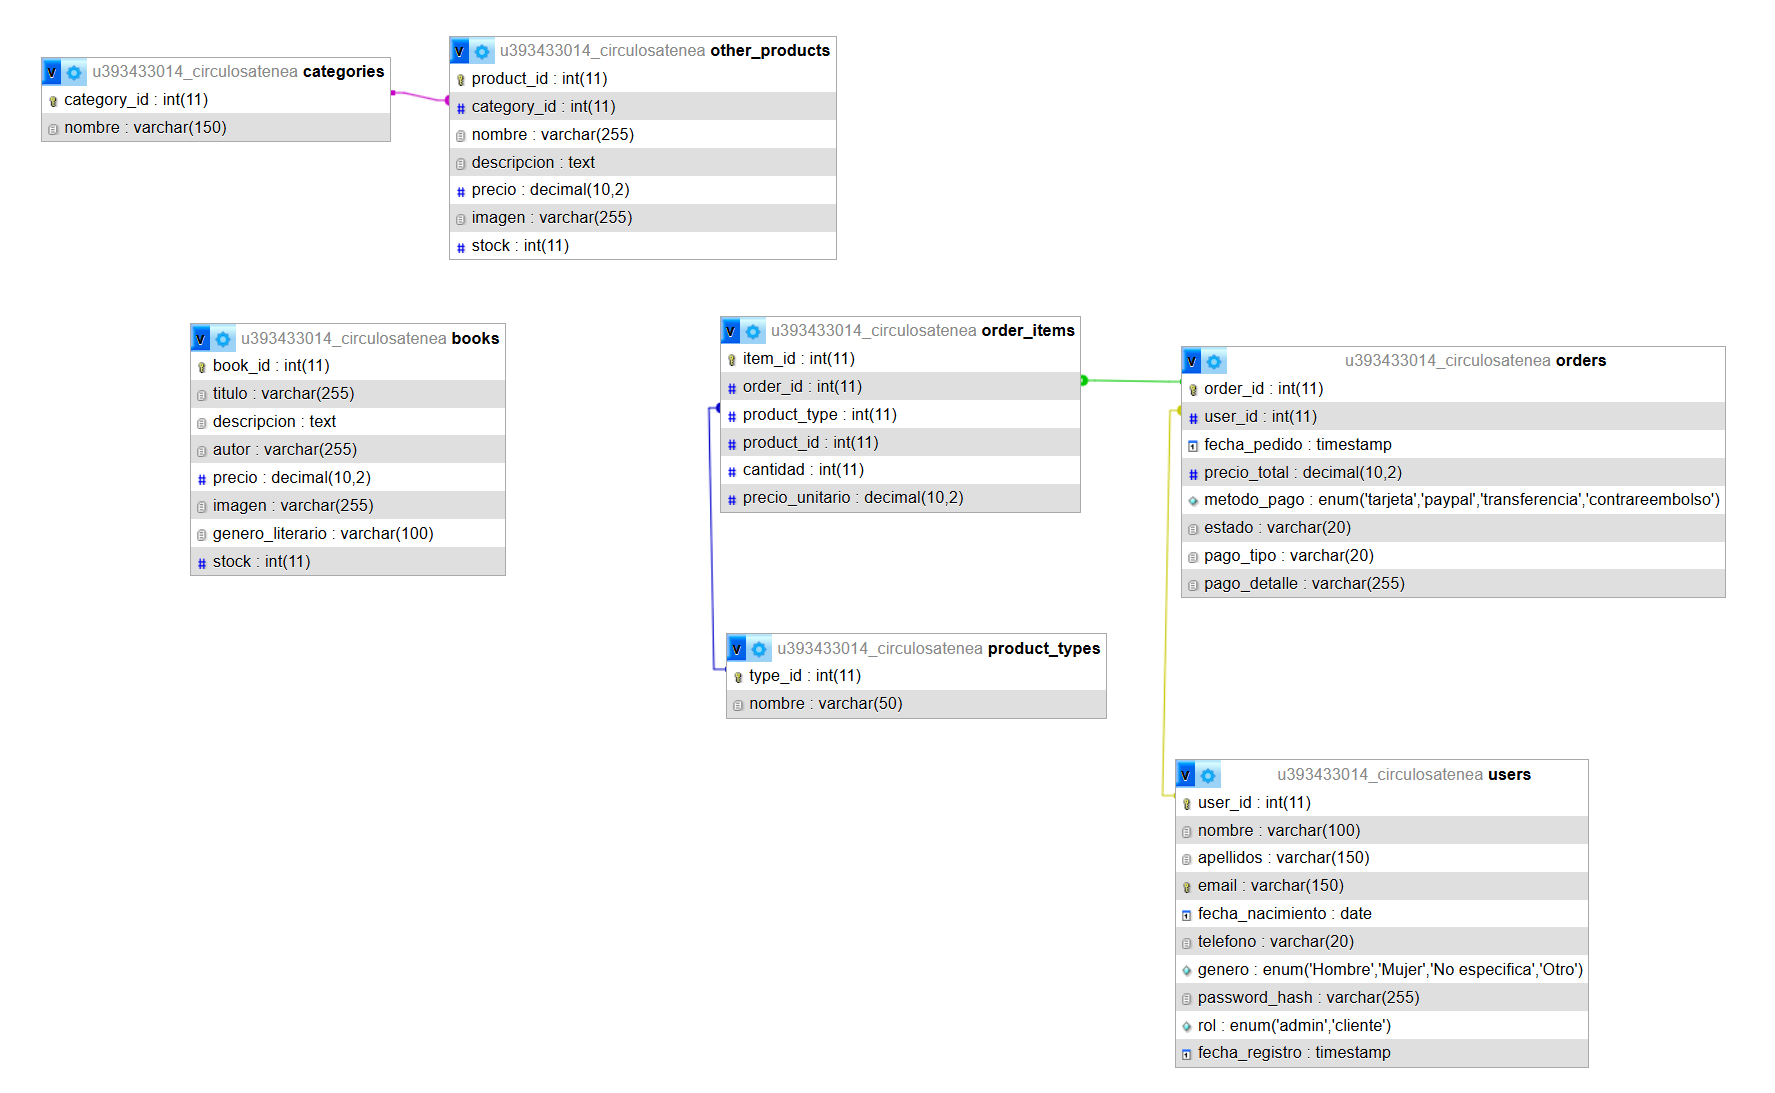 v u393433014_circulosatenea categories
category_id : int(11)
nombre : varchar(150)
v u393433014_circulosatenea other_products
product_id : int(11)
# category_id : int(11)
nombre : varchar(255)
descripcion : text
# precio : decimal(10,2)
imagen : varchar(255)
# stock : int(11)
v u393433014_circulosatenea books
book_id : int(11)
titulo : varchar(255)
descripcion : text
autor : varchar(255)
# precio : decimal(10,2)
imagen : varchar(255)
genero_literario : varchar(100)
# stock : int(11)
v u393433014_circulosatenea order_items
item_id : int(11)
# order_id : int(11)
# product_type : int(11)
# product_id : int(11)
# cantidad : int(11)
# precio_unitario : decimal(10,2)
v u393433014_circulosatenea orders
order_id : int(11)
# user_id : int(11)
fecha_pedido : timestamp
# precio_total : decimal(10,2)
metodo_pago : enum('tarjeta','paypal','transferencia','contrareembolso')
estado : varchar(20)
pago_tipo : varchar(20)
pago_detalle : varchar(255)
v u393433014_circulosatenea product_types
type_id : int(11)
nombre : varchar(50)
v u393433014_circulosatenea users
user_id : int(11)
nombre : varchar(100)
apellidos : varchar(150)
email : varchar(150)
fecha_nacimiento : date
telefono : varchar(20)
genero : enum('Hombre','Mujer','No especifica','Otro')
password_hash : varchar(255)
rol : enum('admin','cliente')
fecha_registro : timestamp